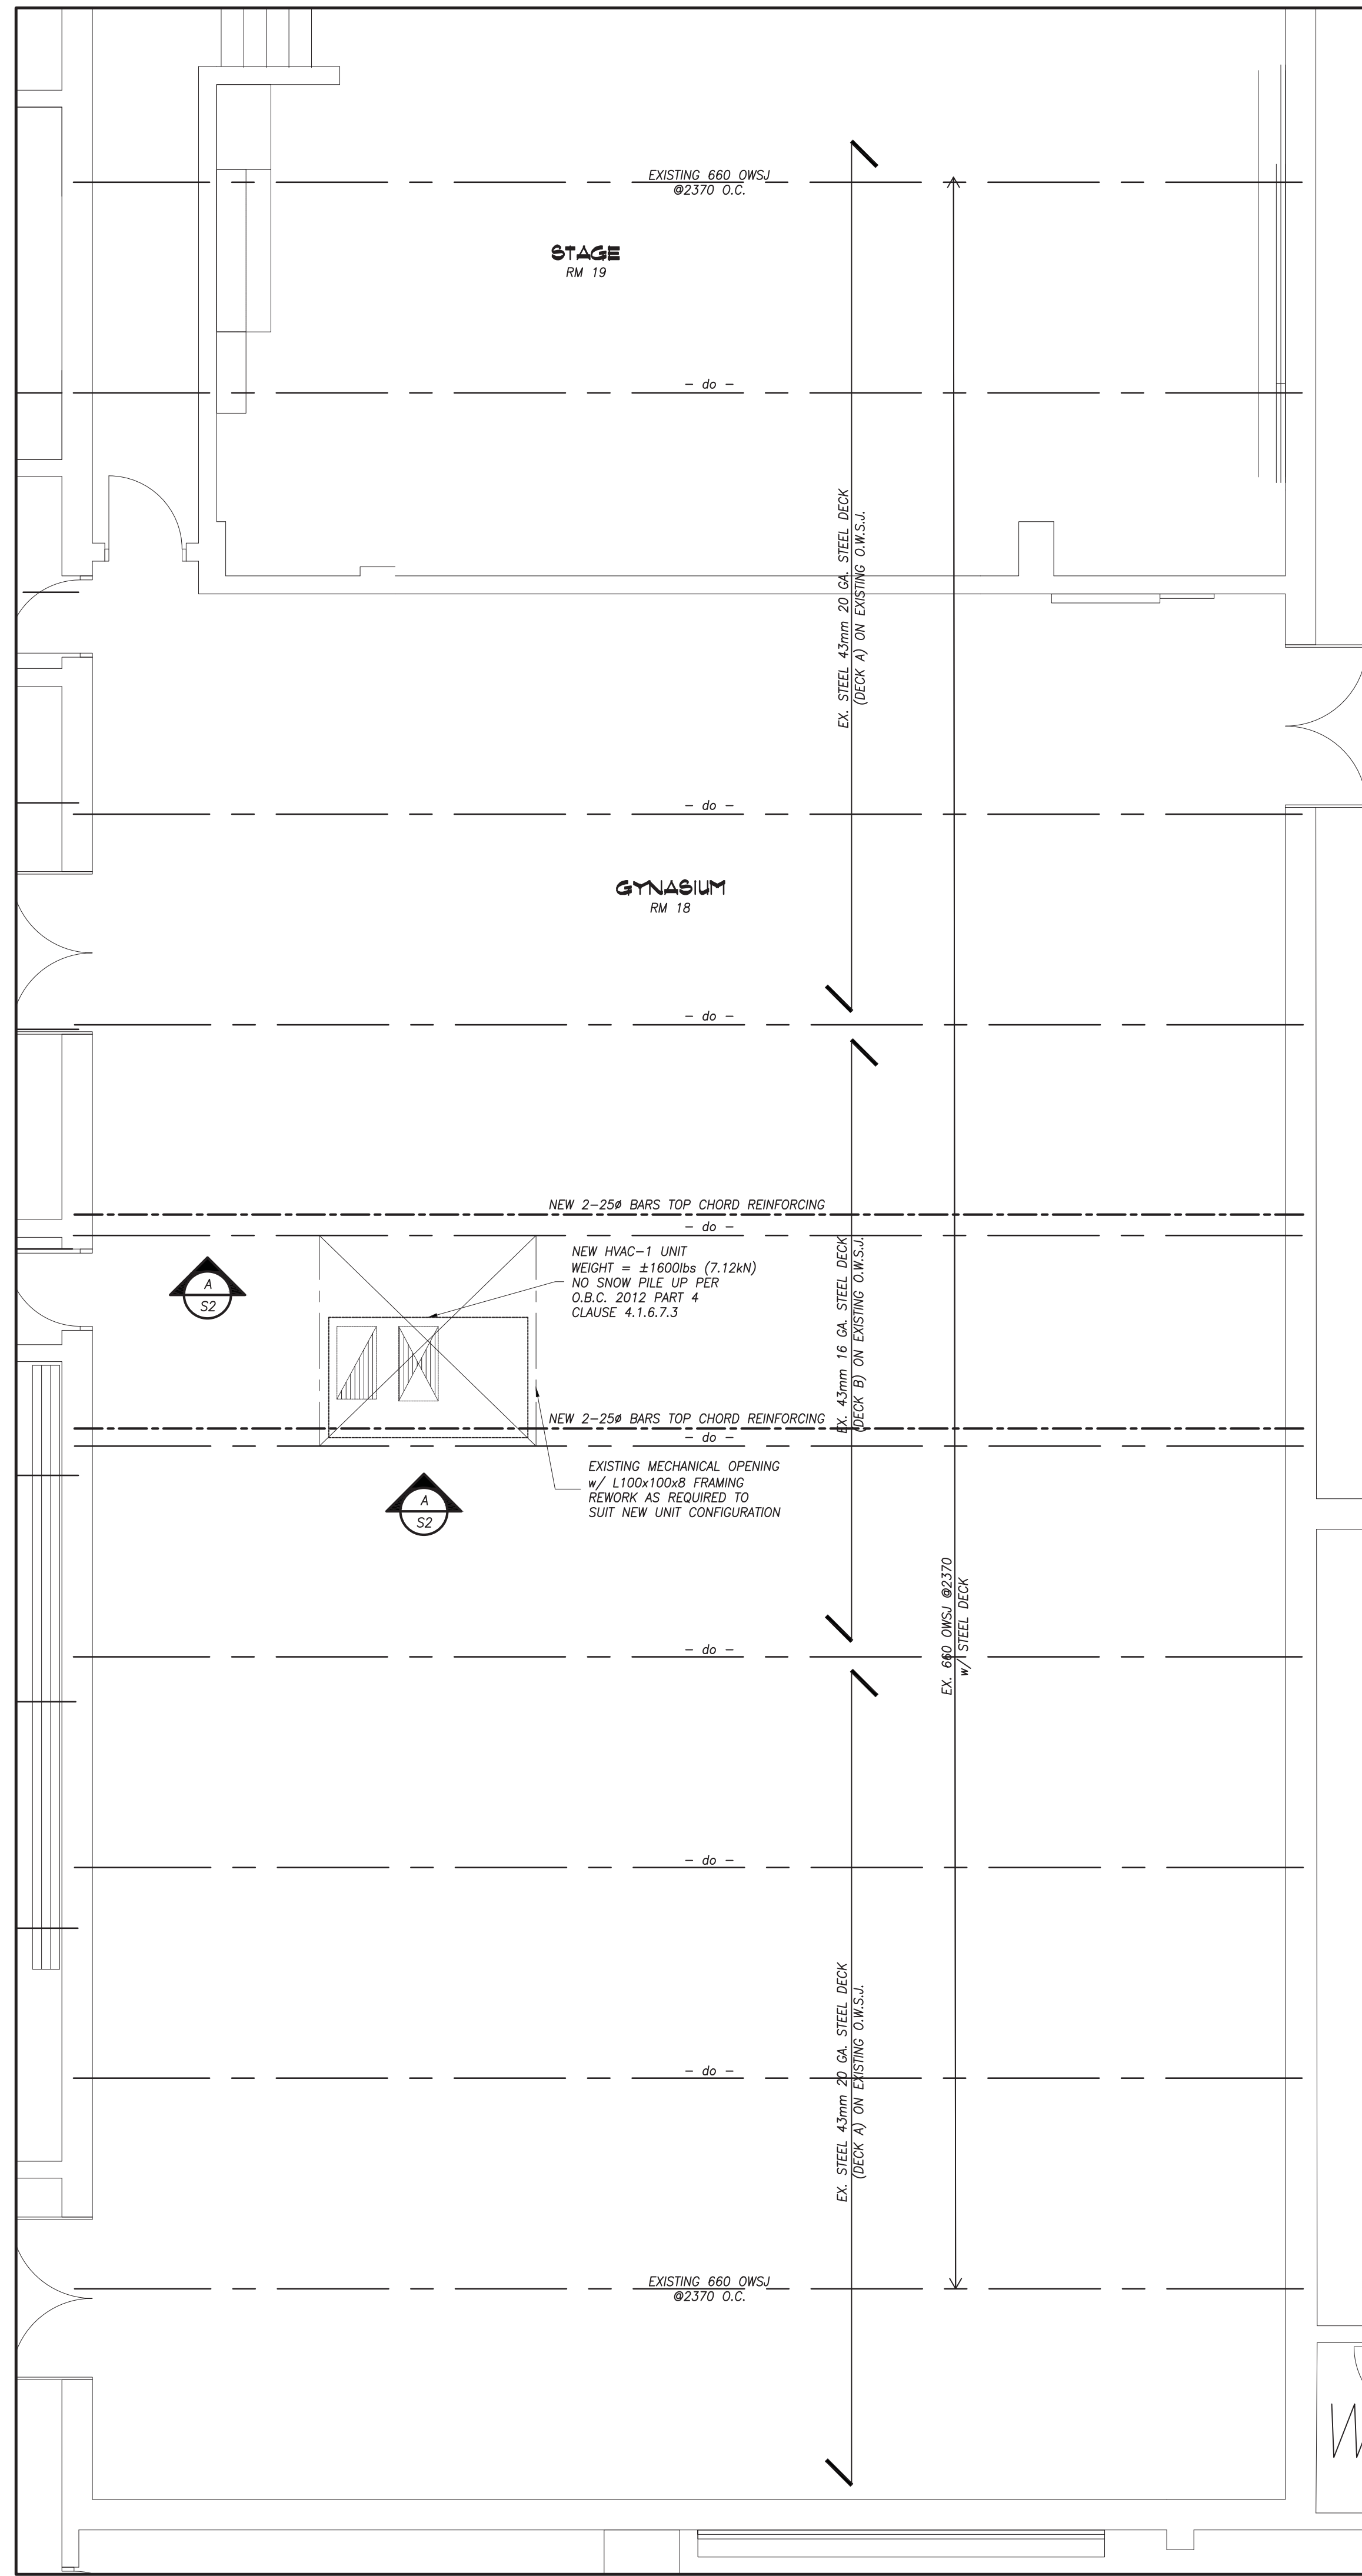 EXISTING 660 OWSJ
@2370 O.C.
STAGE
RM 19
- do -
EX. STEEL 43mm 20 GA. STEEL DECK
(DECK A) ON EXISTING O.W.S.J.
- do -
GYNASIUM
RM 18
- do -
NEW 2-25ø BARS TOP CHORD REINFORCING
- do -
NEW HVAC-1 UNIT
WEIGHT = ±1600lbs (7.12kN)
NO SNOW PILE UP PER
O.B.C. 2012 PART 4
CLAUSE 4.1.6.7.3
A
S2
EX. 43mm 16 GA. STEEL DECK
(DECK B) ON EXISTING O.W.S.J.
NEW 2-25ø BARS TOP CHORD REINFORCING
- do -
EXISTING MECHANICAL OPENING
w/ L100x100x8 FRAMING
REWORK AS REQUIRED TO
SUIT NEW UNIT CONFIGURATION
A
S2
EX. 660 OWSJ @2370
w/ STEEL DECK
- do -
- do -
EX. STEEL 43mm 20 GA. STEEL DECK
(DECK A) ON EXISTING O.W.S.J.
- do -
EXISTING 660 OWSJ
@2370 O.C.